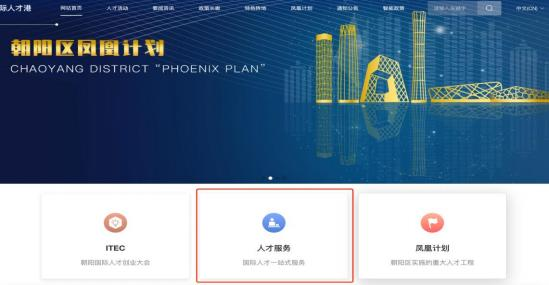 际人才港
网站首页 人才活动 要闻资讯 政策长廊 特色街场 凤凰计划 通知公告 智能政策 请输入关键字 中文(CN)
朝阳区凤凰计划
CHAOYANG DISTRICT "PHOENIX PLAN"
ITEC
朝阳国际人才创业大会
人才服务
国际人才一站式服务
凤凰计划
朝阳区实施的重大人才工程